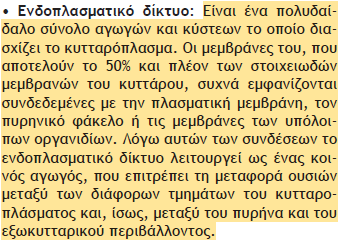 • Ενδοπλασματικό δίκτυο: Είναι ένα πολυδαί-
δαλο σύνολο αγωγών και κύστεων το οποίο δια-
σχίζει το κυτταρόπλασμα. Οι μεμβράνες του, που
αποτελούν το 50% και πλέον των στοιχειωδών
μεμβρανών του κυττάρου, συχνά εμφανίζονται
συνδεδεμένες με την πλασματική μεμβράνη, τον
πυρηνικό φάκελο ή τις μεμβράνες των υπόλοι-
πων οργανιδίων. Λόγω αυτών των συνδέσεων το
ενδοπλασματικό δίκτυο λειτουργεί ως ένας κοι-
νός αγωγός, που επιτρέπει τη μεταφορά ουσιών
μεταξύ των διάφορων τμημάτων του κυτταρο-
πλάσματος και, ίσως, μεταξύ του πυρήνα και του
εξωκυτταρικού περιβάλλοντος.